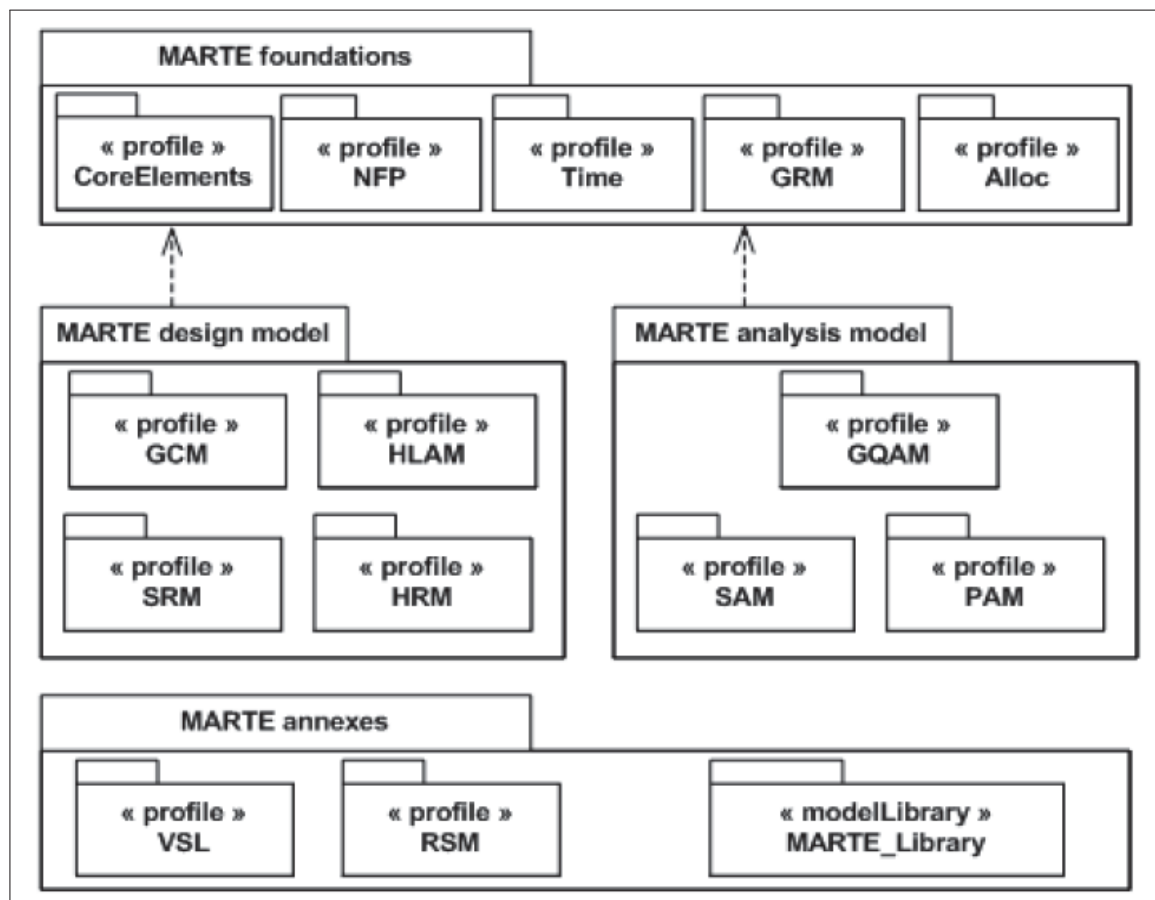 MARTE foundations
« profile »
CoreElements
« profile »
NFP
« profile »
Time
« profile »
GRM
« profile »
Alloc
MARTE design model
« profile »
GCM
« profile »
HLAM
« profile »
SRM
« profile »
HRM
MARTE analysis model
« profile »
GQAM
« profile »
SAM
« profile »
PAM
MARTE annexes
« profile »
VSL
« profile »
RSM
« modelLibrary »
MARTE_Library